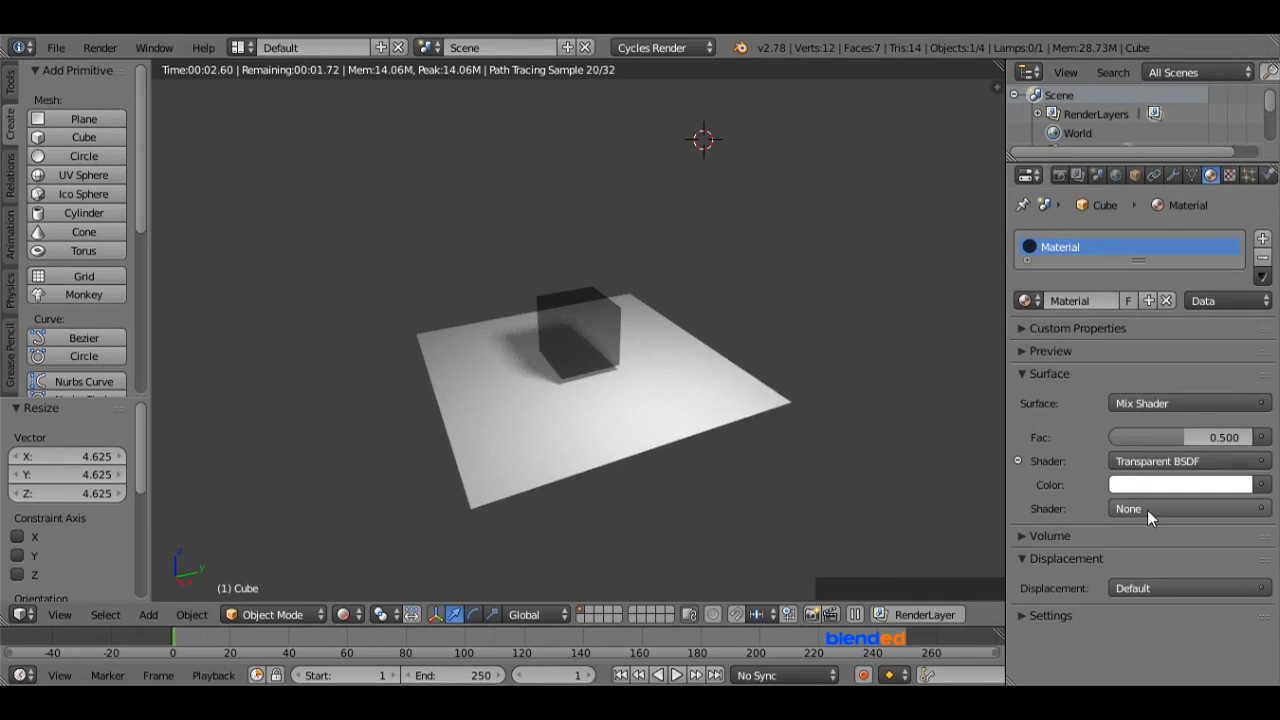 File Render Window Help Default Scene Cycles Render v2.78 | Verts:12 | Faces:7 | Tris:14 | Objects:1/4 | Lamps:0/1 | Mem:28.73M | Cube
Time:00:02.60 | Remaining:00:01.72 | Mem:14.06M, Peak:14.06M | Path Tracing Sample 20/32
View Search All Scenes
Scene
RenderLayers
World
Tools
Create
Relations
Animation
Physics
Grease Pencil
Add Primitive
Mesh:
Plane
Cube
Circle
UV Sphere
Ico Sphere
Cylinder
Cone
Torus
Grid
Monkey
Curve:
Bezier
Circle
Nurbs Curve
Resize
Vector
X: 4.625
Y: 4.625
Z: 4.625
Constraint Axis
X
Y
Z
Orientation
z
y
x
(1) Cube
Cube Material
Material
Material F Data
Custom Properties
Preview
Surface
Surface: Mix Shader
Fac: 0.500
Shader: Transparent BSDF
Color:
Shader: None
Volume
Displacement
Displacement: Default
Settings
View Select Add Object Object Mode Global RenderLayer
blended
-40 -20 0 20 40 60 80 100 120 140 160 180 200 220 240 260
View Marker Frame Playback Start: 1 End: 250 1 No Sync